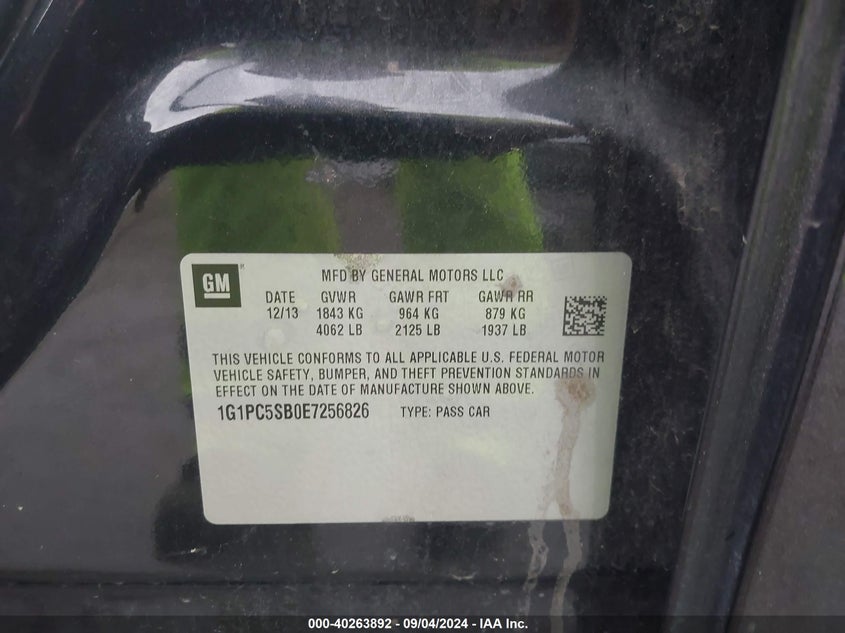 GM
MFD BY GENERAL MOTORS LLC
DATE GVWR GAWR FRT GAWR RR
12/13 1843 KG 964 KG 879 KG
4062 LB 2125 LB 1937 LB
THIS VEHICLE CONFORMS TO ALL APPLICABLE U.S. FEDERAL MOTOR
VEHICLE SAFETY, BUMPER, AND THEFT PREVENTION STANDARDS IN
EFFECT ON THE DATE OF MANUFACTURE SHOWN ABOVE.
1G1PC5SB0E7256826 TYPE: PASS CAR
000-40263892 - 09/04/2024 - IAA Inc.